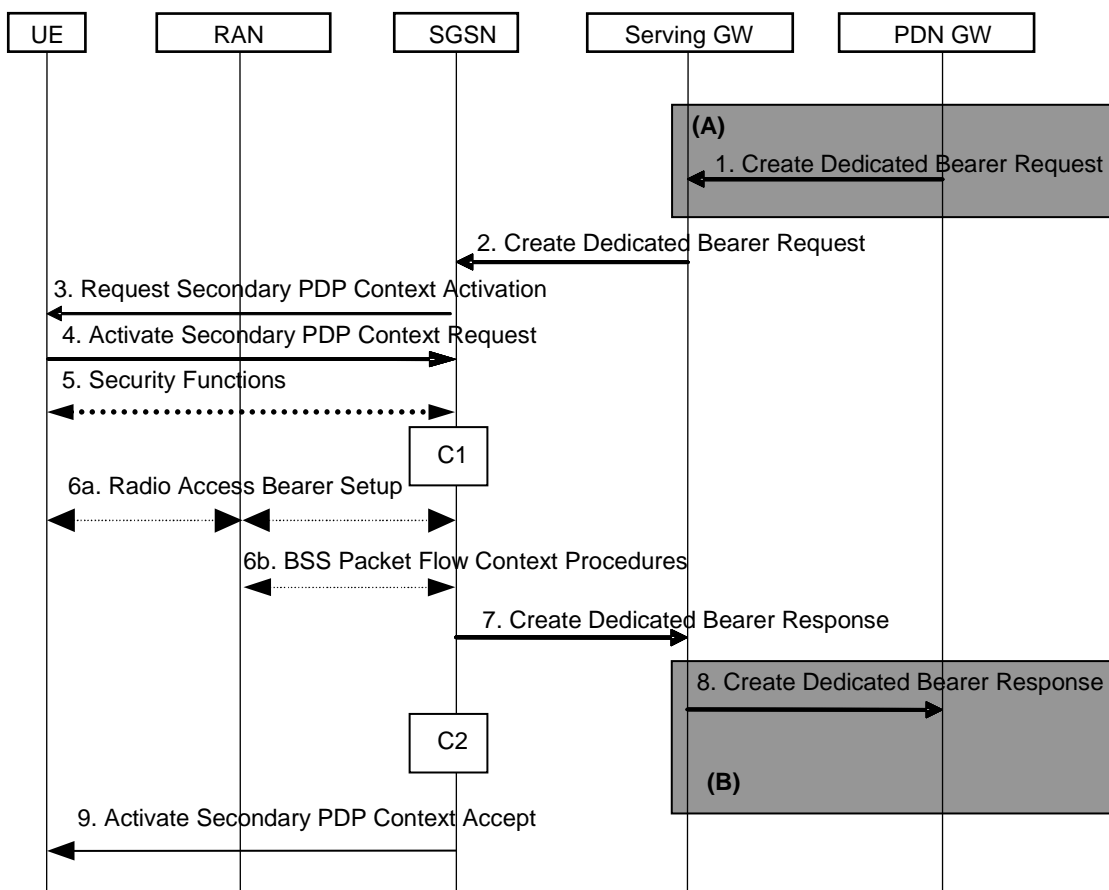 UE
RAN
SGSN
Serving GW
PDN GW
(A)
1. Create Dedicated Bearer Request
2. Create Dedicated Bearer Request
3. Request Secondary PDP Context Activation
4. Activate Secondary PDP Context Request
5. Security Functions
C1
6a. Radio Access Bearer Setup
6b. BSS Packet Flow Context Procedures
7. Create Dedicated Bearer Response
8. Create Dedicated Bearer Response
C2
(B)
9. Activate Secondary PDP Context Accept